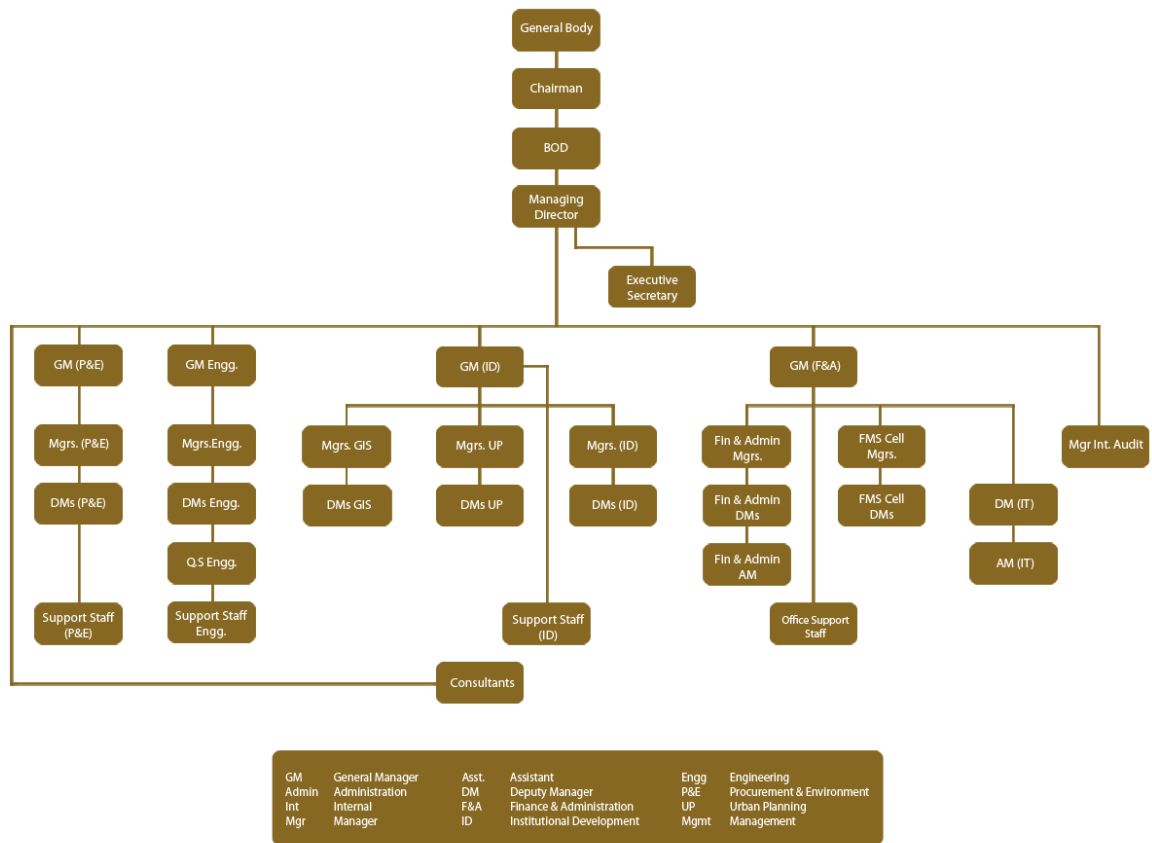 General Body
Chairman
BOD
Managing
Director
Executive
Secretary
GM (P&E)
GM Engg.
GM (ID)
GM (F&A)
Mgrs. (P&E)
Mgrs.Engg.
Mgrs. GIS
Mgrs. UP
Mgrs. (ID)
Fin & Admin
Mgrs.
FMS Cell
Mgrs.
Mgr Int. Audit
DMs (P&E)
DMs Engg.
DMs GIS
DMs UP
DMs (ID)
Fin & Admin
DMs
FMS Cell
DMs
DM (IT)
Q.S Engg.
Fin & Admin
AM
AM (IT)
Support Staff
(P&E)
Support Staff
Engg.
Support Staff
(ID)
Office Support
Staff
Consultants
GM General Manager Asst. Assistant Engg Engineering
Admin Administration DM Deputy Manager P&E Procurement & Environment
Int Internal F&A Finance & Administration UP Urban Planning
Mgr Manager ID Institutional Development Mgmt Management